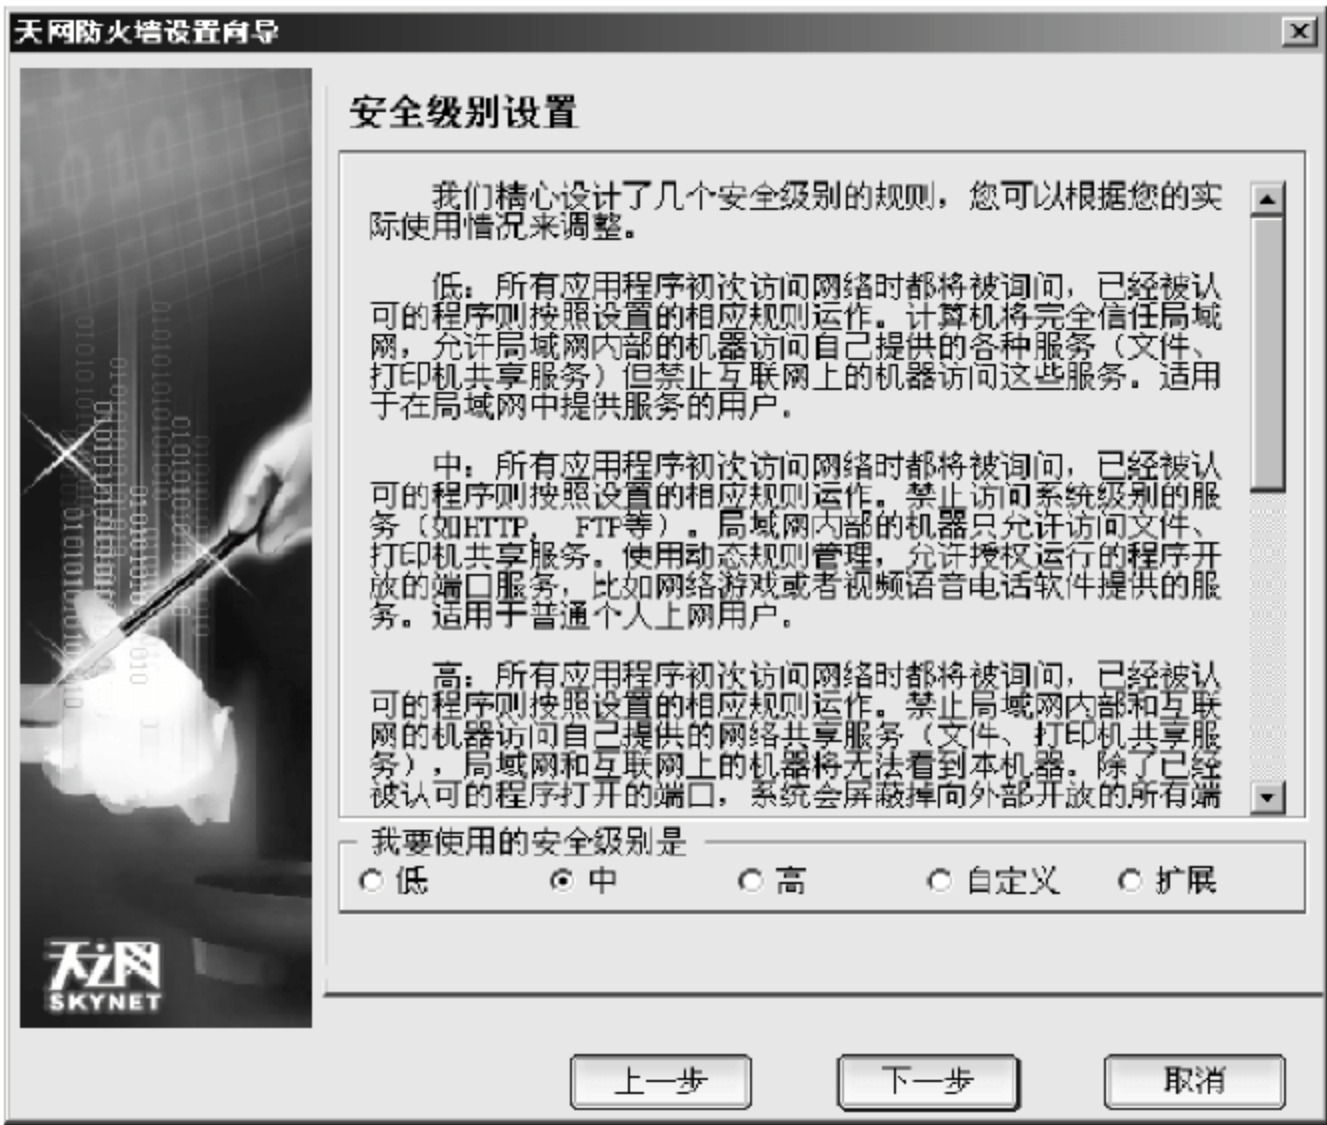 天网防火墙设置向导
安全级别设置
我们精心设计了几个安全级别的规则，您可以根据您的实
际使用情况来调整。
低：所有应用程序初次访问网络时都将被询问，已经被认
可的程序则按照设置的相应规则运作。计算机将完全信任局域
网，允许局域网内部的机器访问自己提供的各种服务（文件、
打印机共享服务）但禁止互联网上的机器访问这些服务。适用
于在局域网中提供服务的用户。
中：所有应用程序初次访问网络时都将被询问，已经被认
可的程序则按照设置的相应规则运作。禁止访问系统级别的服
务（如HTTP， FTP等）。局域网内部的机器只允许访问文件、
打印机共享服务。使用动态规则管理，允许授权运行的程序开
放的端口服务，比如网络游戏或者视频语音电话软件提供的服
务。适用于普通个人上网用户。
高：所有应用程序初次访问网络时都将被询问，已经被认
可的程序则按照设置的相应规则运作。禁止局域网内部和互联
网的机器访问自己提供的网络共享服务（文件、打印机共享服
务），局域网和互联网上的机器将无法看到本机器。除了已经
被认可的程序打开的端口，系统会屏蔽掉向外部开放的所有端
我要使用的安全级别是
低 中 高 自定义 扩展
天之网
SKYNET
上一步 下一步 取消